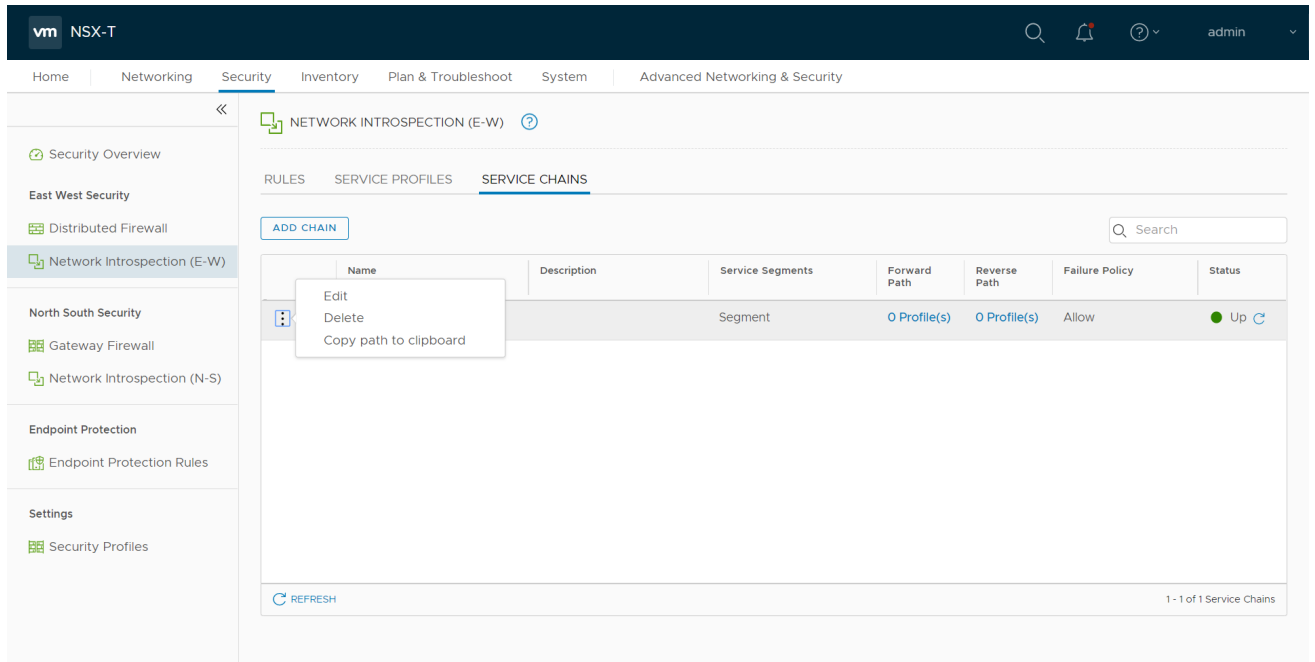 vm NSX-T admin
Home Networking Security Inventory Plan & Troubleshoot System Advanced Networking & Security
NETWORK INTROSPECTION (E-W)
Security Overview
East West Security
Distributed Firewall
Network Introspection (E-W)
North South Security
Gateway Firewall
Network Introspection (N-S)
Endpoint Protection
Endpoint Protection Rules
Settings
Security Profiles
RULES SERVICE PROFILES SERVICE CHAINS
ADD CHAIN Search
Name Description Service Segments Forward Path Reverse Path Failure Policy Status
Edit
Delete
Copy path to clipboard
Segment 0 Profile(s) 0 Profile(s) Allow Up
REFRESH 1 - 1 of 1 Service Chains